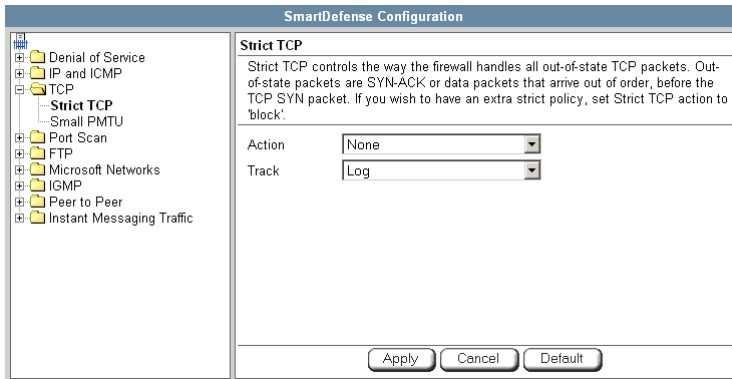 SmartDefense Configuration
Denial of Service
IP and ICMP
TCP
Strict TCP
Small PMTU
Port Scan
FTP
Microsoft Networks
IGMP
Peer to Peer
Instant Messaging Traffic
Strict TCP
Strict TCP controls the way the firewall handles all out-of-state TCP packets. Out-
of-state packets are SYN-ACK or data packets that arrive out of order, before the
TCP SYN packet. If you wish to have an extra strict policy, set Strict TCP action to
'block'.
Action None
Track Log
Apply Cancel Default